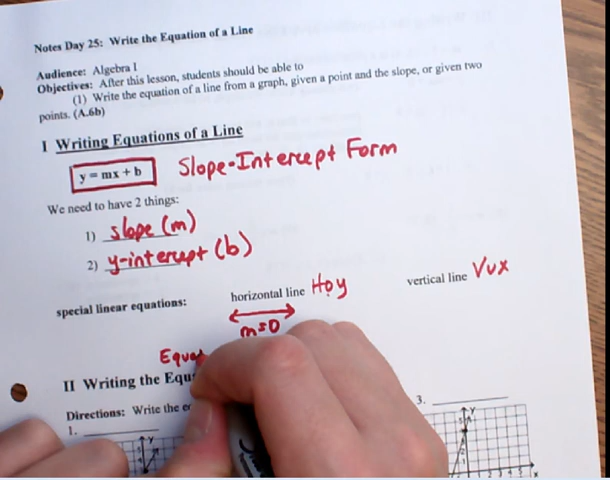 Notes Day 25: Write the Equation of a Line
Audience: Algebra I
Objectives: After this lesson, students should be able to
(1) Write the equation of a line from a graph, given a point and the slope, or given two
points. (A.6b)
I Writing Equations of a Line
y = mx + b Slope-Intercept Form
We need to have 2 things:
1) slope (m)
2) y-intercept (b)
special linear equations: horizontal line Hoy vertical line Vux
m=0
Equa
II Writing the Equa
Directions: Write the
1. 3.